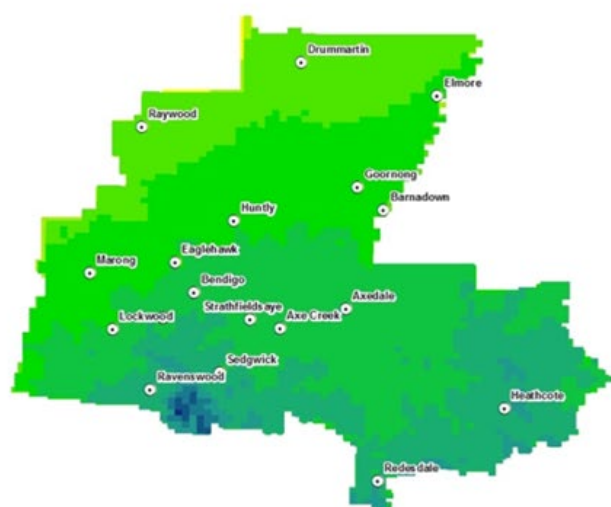 Drummartin
Elmore
Raywood
Goornong
Barnadown
Huntly
Eaglehawk
Marong
Bendigo
Axedale
Strathfieldsaye
Lockwood
Axe Creek
Sedgwick
Ravenswood
Heathcote
Redesdale